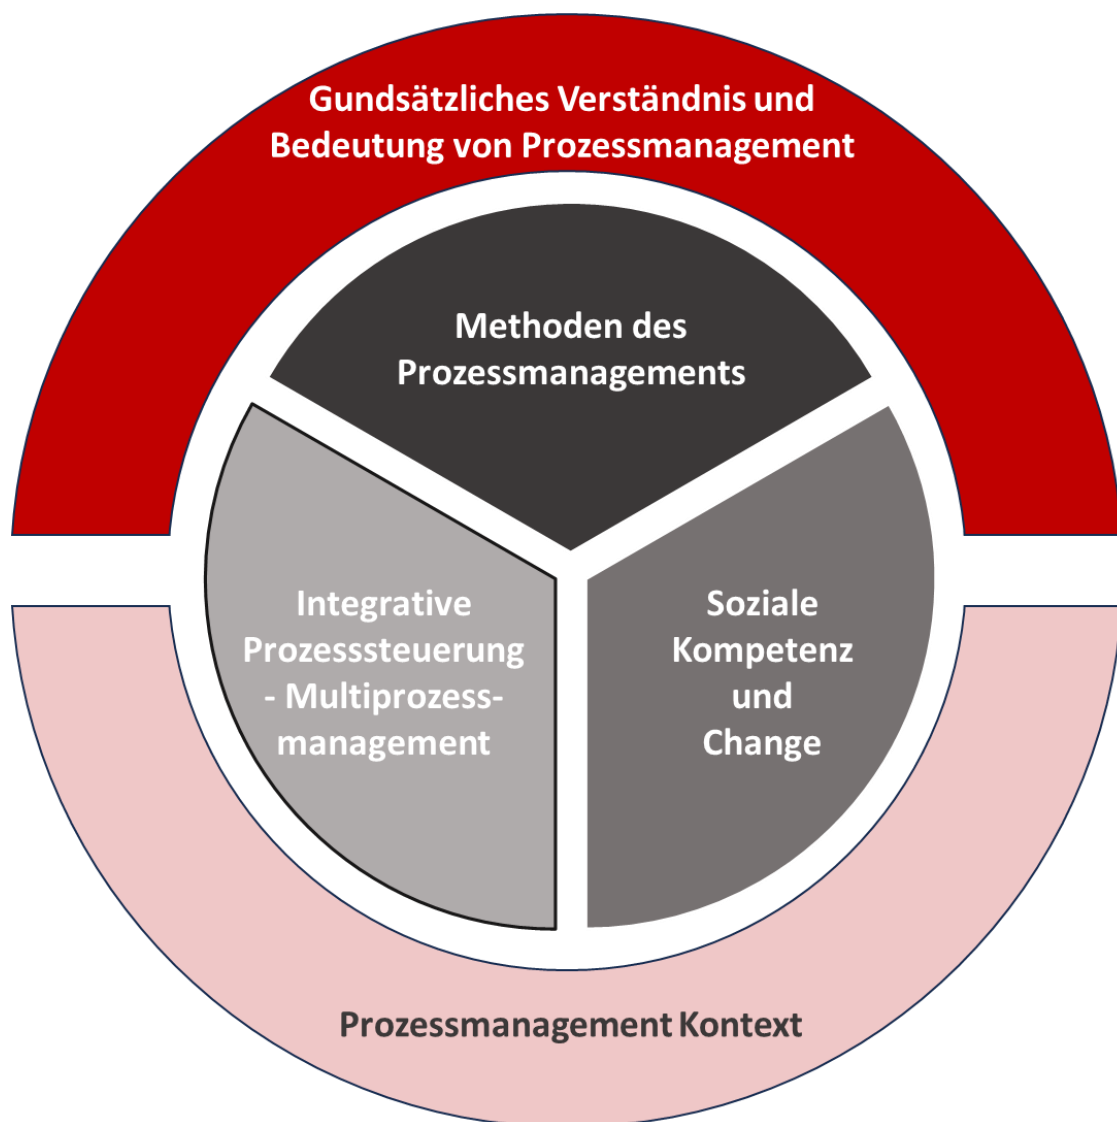 Gundsätzliches Verständnis und
Bedeutung von Prozessmanagement
Methoden des
Prozessmanagements
Integrative
Prozesssteuerung
- Multiprozess-
management
Soziale
Kompetenz
und
Change
Prozessmanagement Kontext